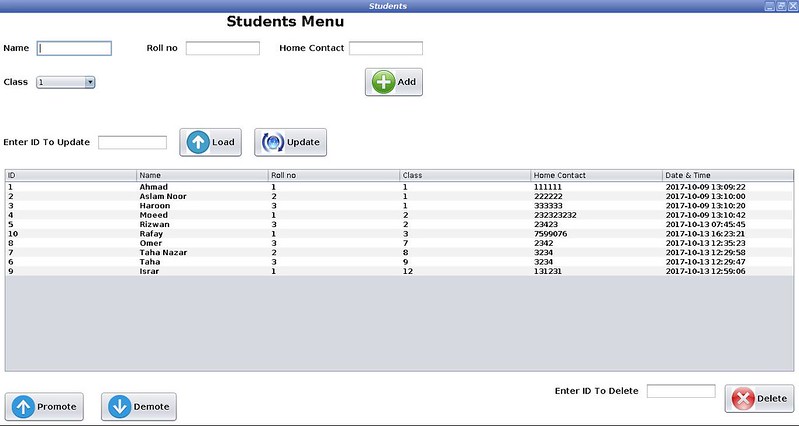 Students
Students Menu
Name Roll no Home Contact
Class 1 Add
Enter ID To Update Load Update
ID Name Roll no Class Home Contact Date & Time
1 Ahmad 1 1 111111 2017-10-09 13:09:22
2 Aslam Noor 2 1 222222 2017-10-09 13:10:00
3 Haroon 3 1 333333 2017-10-09 13:10:20
4 Moeed 1 2 232323232 2017-10-09 13:10:42
5 Rizwan 3 2 23423 2017-10-13 07:45:45
10 Rafay 1 3 7599076 2017-10-13 16:23:21
8 Omer 3 7 2342 2017-10-13 12:35:23
7 Taha Nazar 2 8 3234 2017-10-13 12:29:58
6 Taha 3 9 3234 2017-10-13 12:29:47
9 Israr 1 12 131231 2017-10-13 12:59:06
Enter ID To Delete Delete
Promote Demote